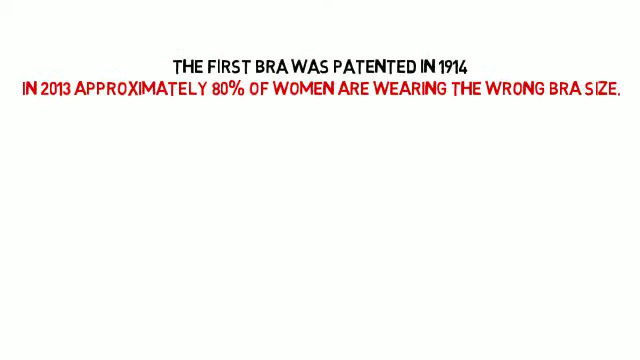 THE FIRST BRA WAS PATENTED IN 1914
IN 2013 APPROXIMATELY 80% OF WOMEN ARE WEARING THE WRONG BRA SIZE.